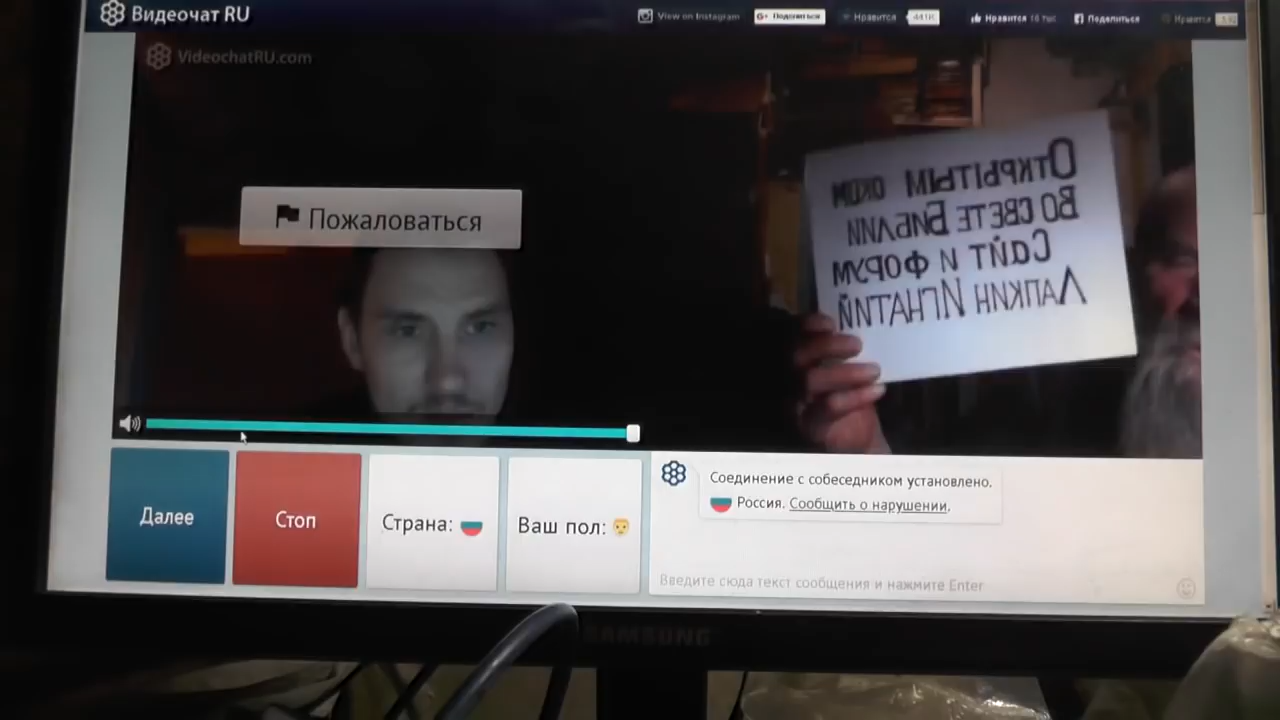 Видеочат RU
View on Instagram
G+ Поделиться
Нравится 441K
Нравится
Поделиться
Нравится
VideochatRU.com
Пожаловаться
Открытым оком
во свете Библии
Сайт и форум
Лапкин Игнатий
Далее
Стоп
Страна:
Ваш пол:
Соединение с собеседником установлено.
Россия. Сообщить о нарушении.
Введите сюда текст сообщения и нажмите Enter
SAMSUNG